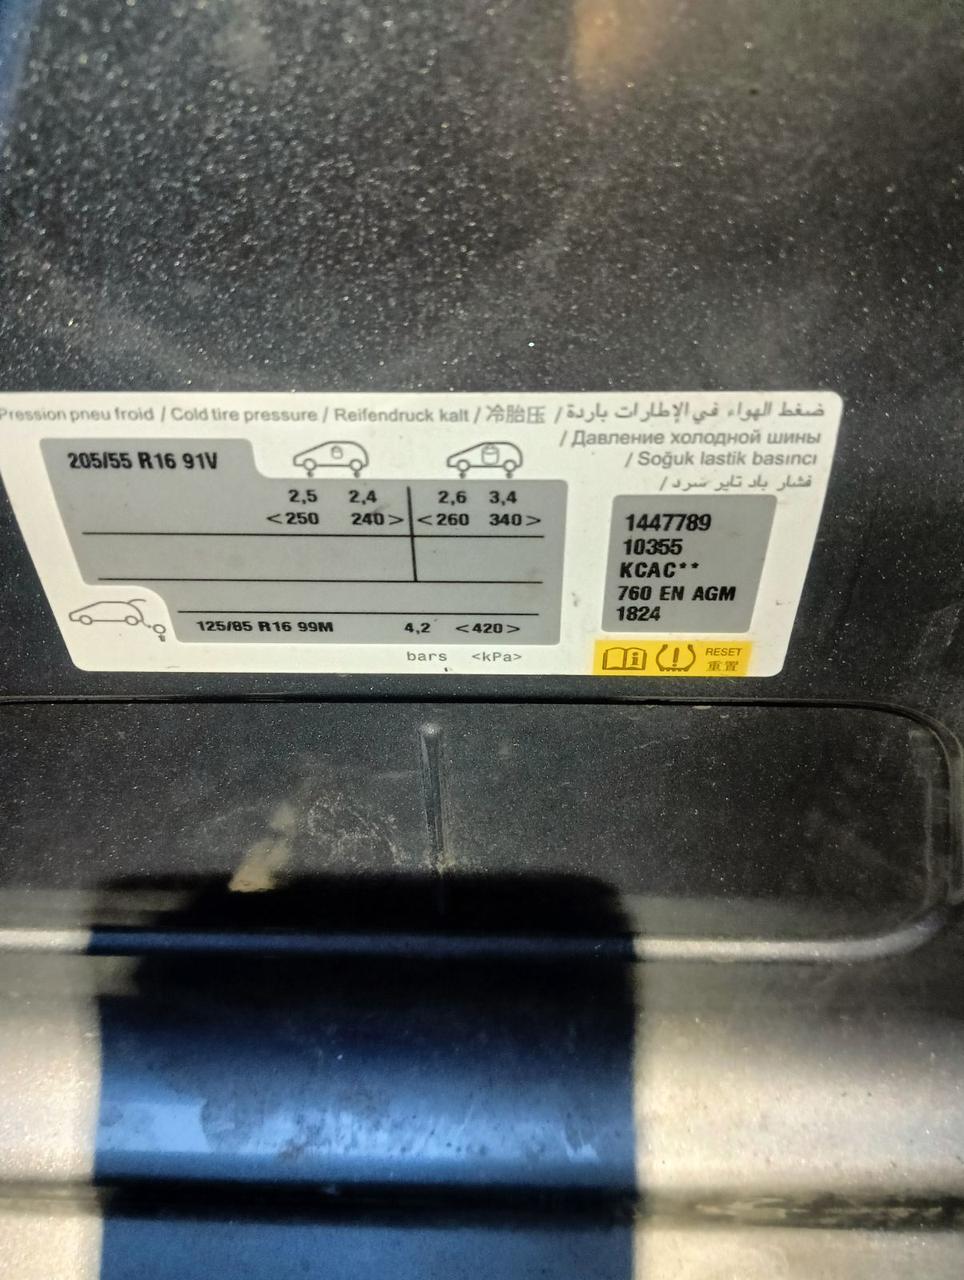 Pression pneu froid / Cold tire pressure / Reifendruck kalt / 冷胎压 / ضغط الهواء في الإطارات باردة
/ Давление холодной шины
/ Soğuk lastik basıncı
/ فشار باد تایر سرد
205/55 R16 91V
2,5 2,4 2,6 3,4
<250 240> <260 340>
125/85 R16 99M 4,2 <420>
bars <kPa>
1447789
10355
KCAC**
760 EN AGM
1824
RESET
重置